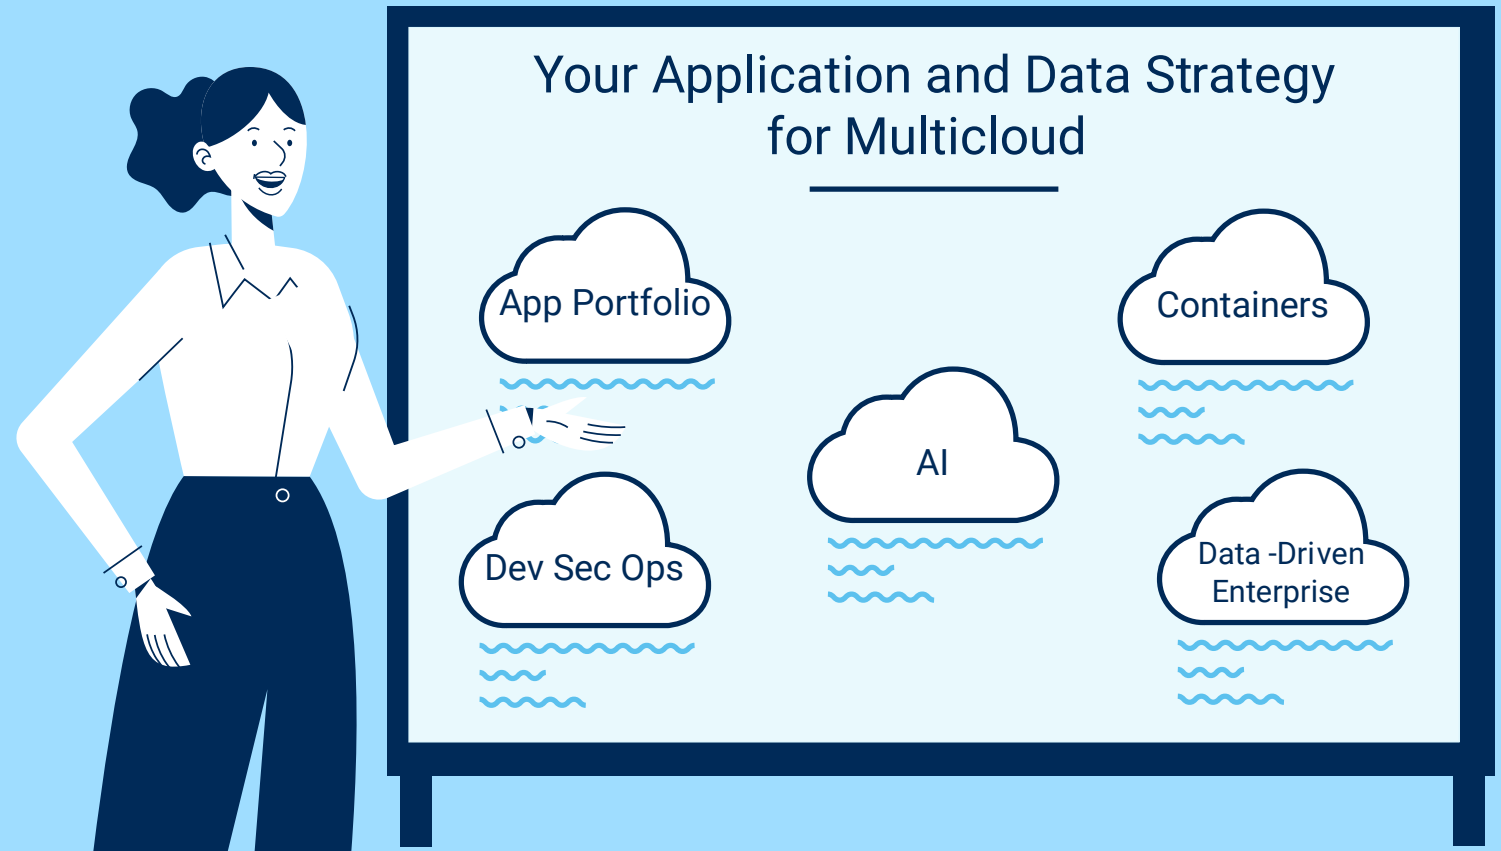 Your Application and Data Strategy
for Multicloud
App Portfolio
Containers
AI
Dev Sec Ops
Data -Driven
Enterprise